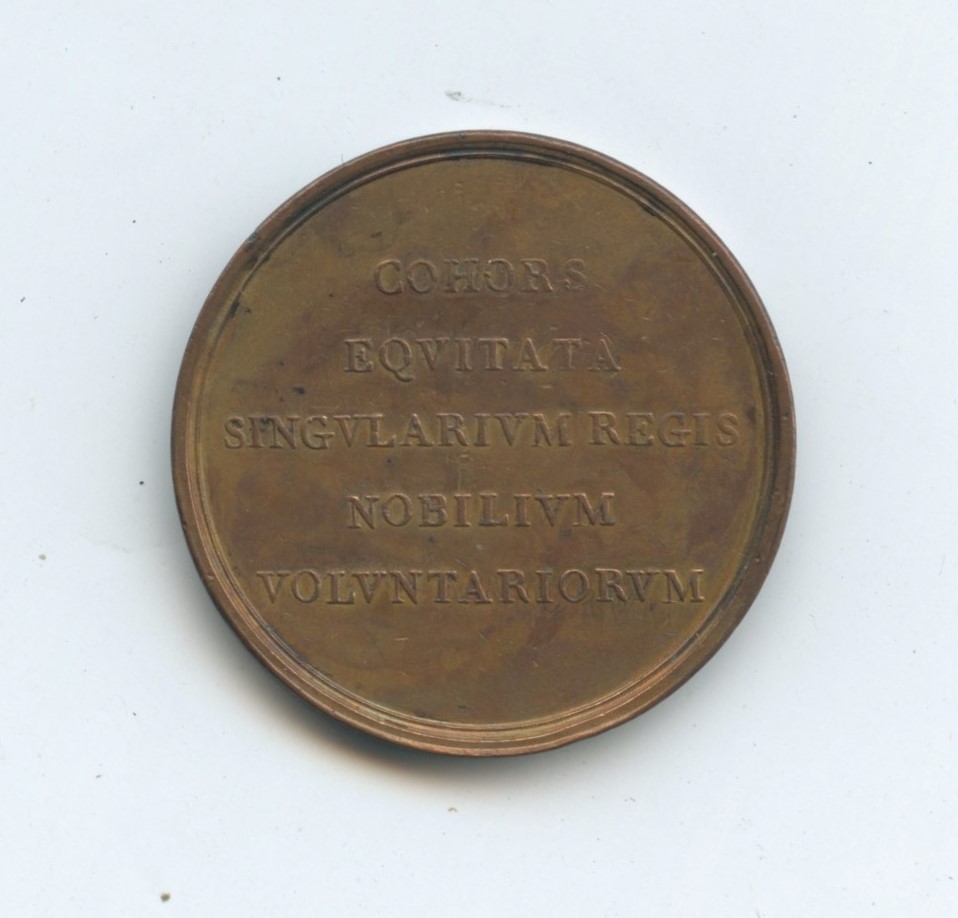 COHORS
EQVITATA
SINGVLARIVM REGIS
NOBILIVM
VOLVNTARIORVM